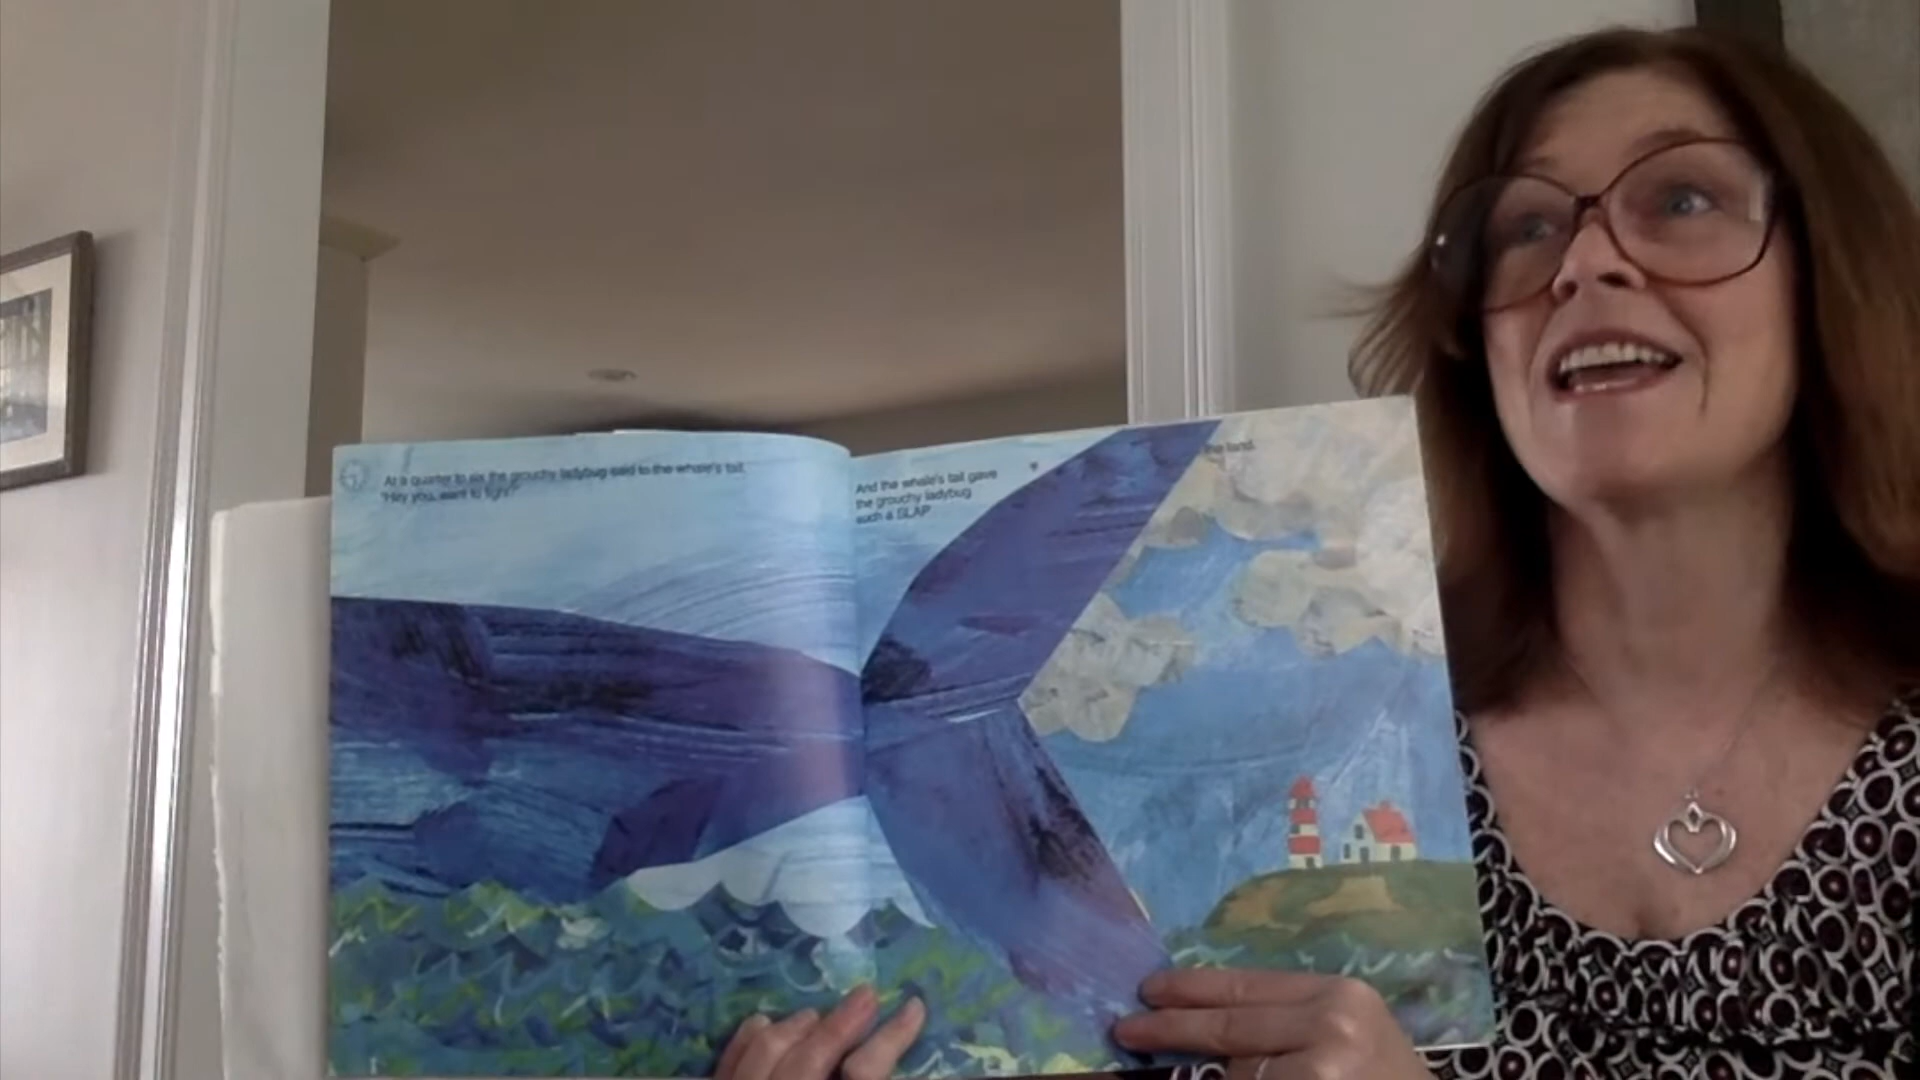 At a quarter to six the grouchy ladybug said to the whale's tail,
"Hey you, want to fight?"
And the whale's tail gave
the grouchy ladybug
such a SLAP
the land.